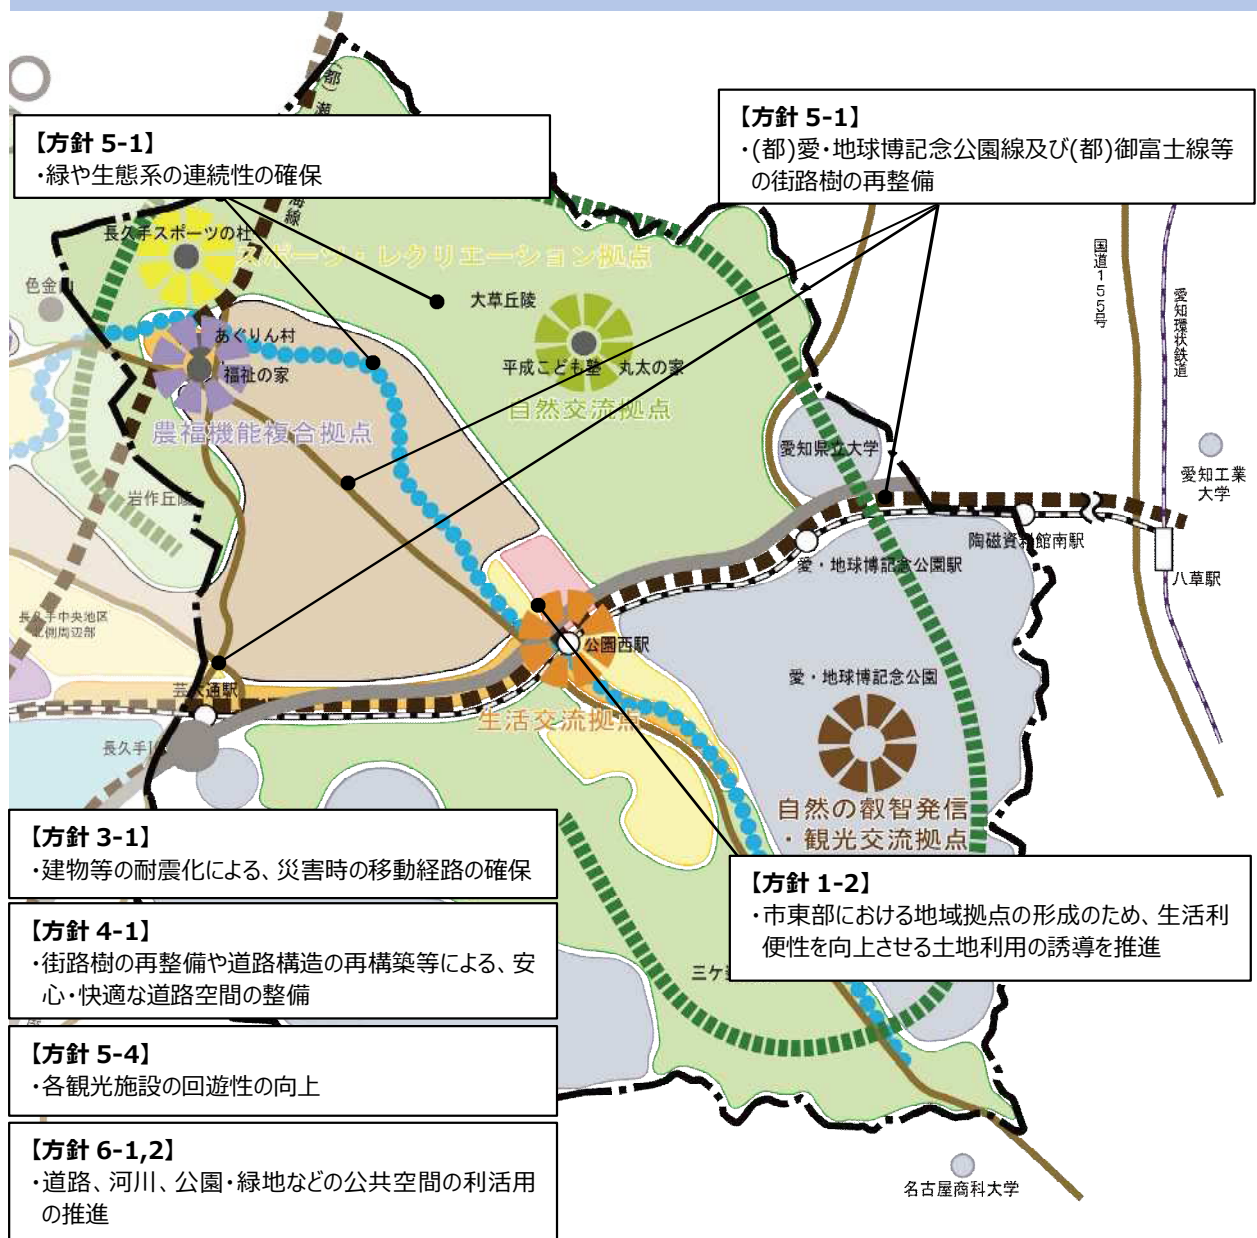 (都)
瀬
海線
【方針 5-1】
・緑や生態系の連続性の確保
【方針 5-1】
・(都)愛・地球博記念公園線及び(都)御富士線等
の街路樹の再整備
長久手スポーツの杜
スポーツ・レクリエーション拠点
色金山
大草丘陵
国道155号
愛知環状鉄道
あぐりん村
福祉の家
農福機能複合拠点
平成こども塾 丸太の家
自然交流拠点
愛知県立大学
愛知工業
大学
岩作丘陵
陶磁資料館南駅
愛・地球博記念公園駅
八草駅
長久手中央地区
北側周辺部
公園西駅
芸大通駅
生活交流拠点
愛・地球博記念公園
長久手IC
自然の叡智発信
・観光交流拠点
【方針 3-1】
・建物等の耐震化による、災害時の移動経路の確保
【方針 4-1】
・街路樹の再整備や道路構造の再構築等による、安
心・快適な道路空間の整備
【方針 5-4】
・各観光施設の回遊性の向上
【方針 6-1,2】
・道路、河川、公園・緑地などの公共空間の利活用
の推進
【方針 1-2】
・市東部における地域拠点の形成のため、生活利
便性を向上させる土地利用の誘導を推進
三ケ
名古屋商科大学